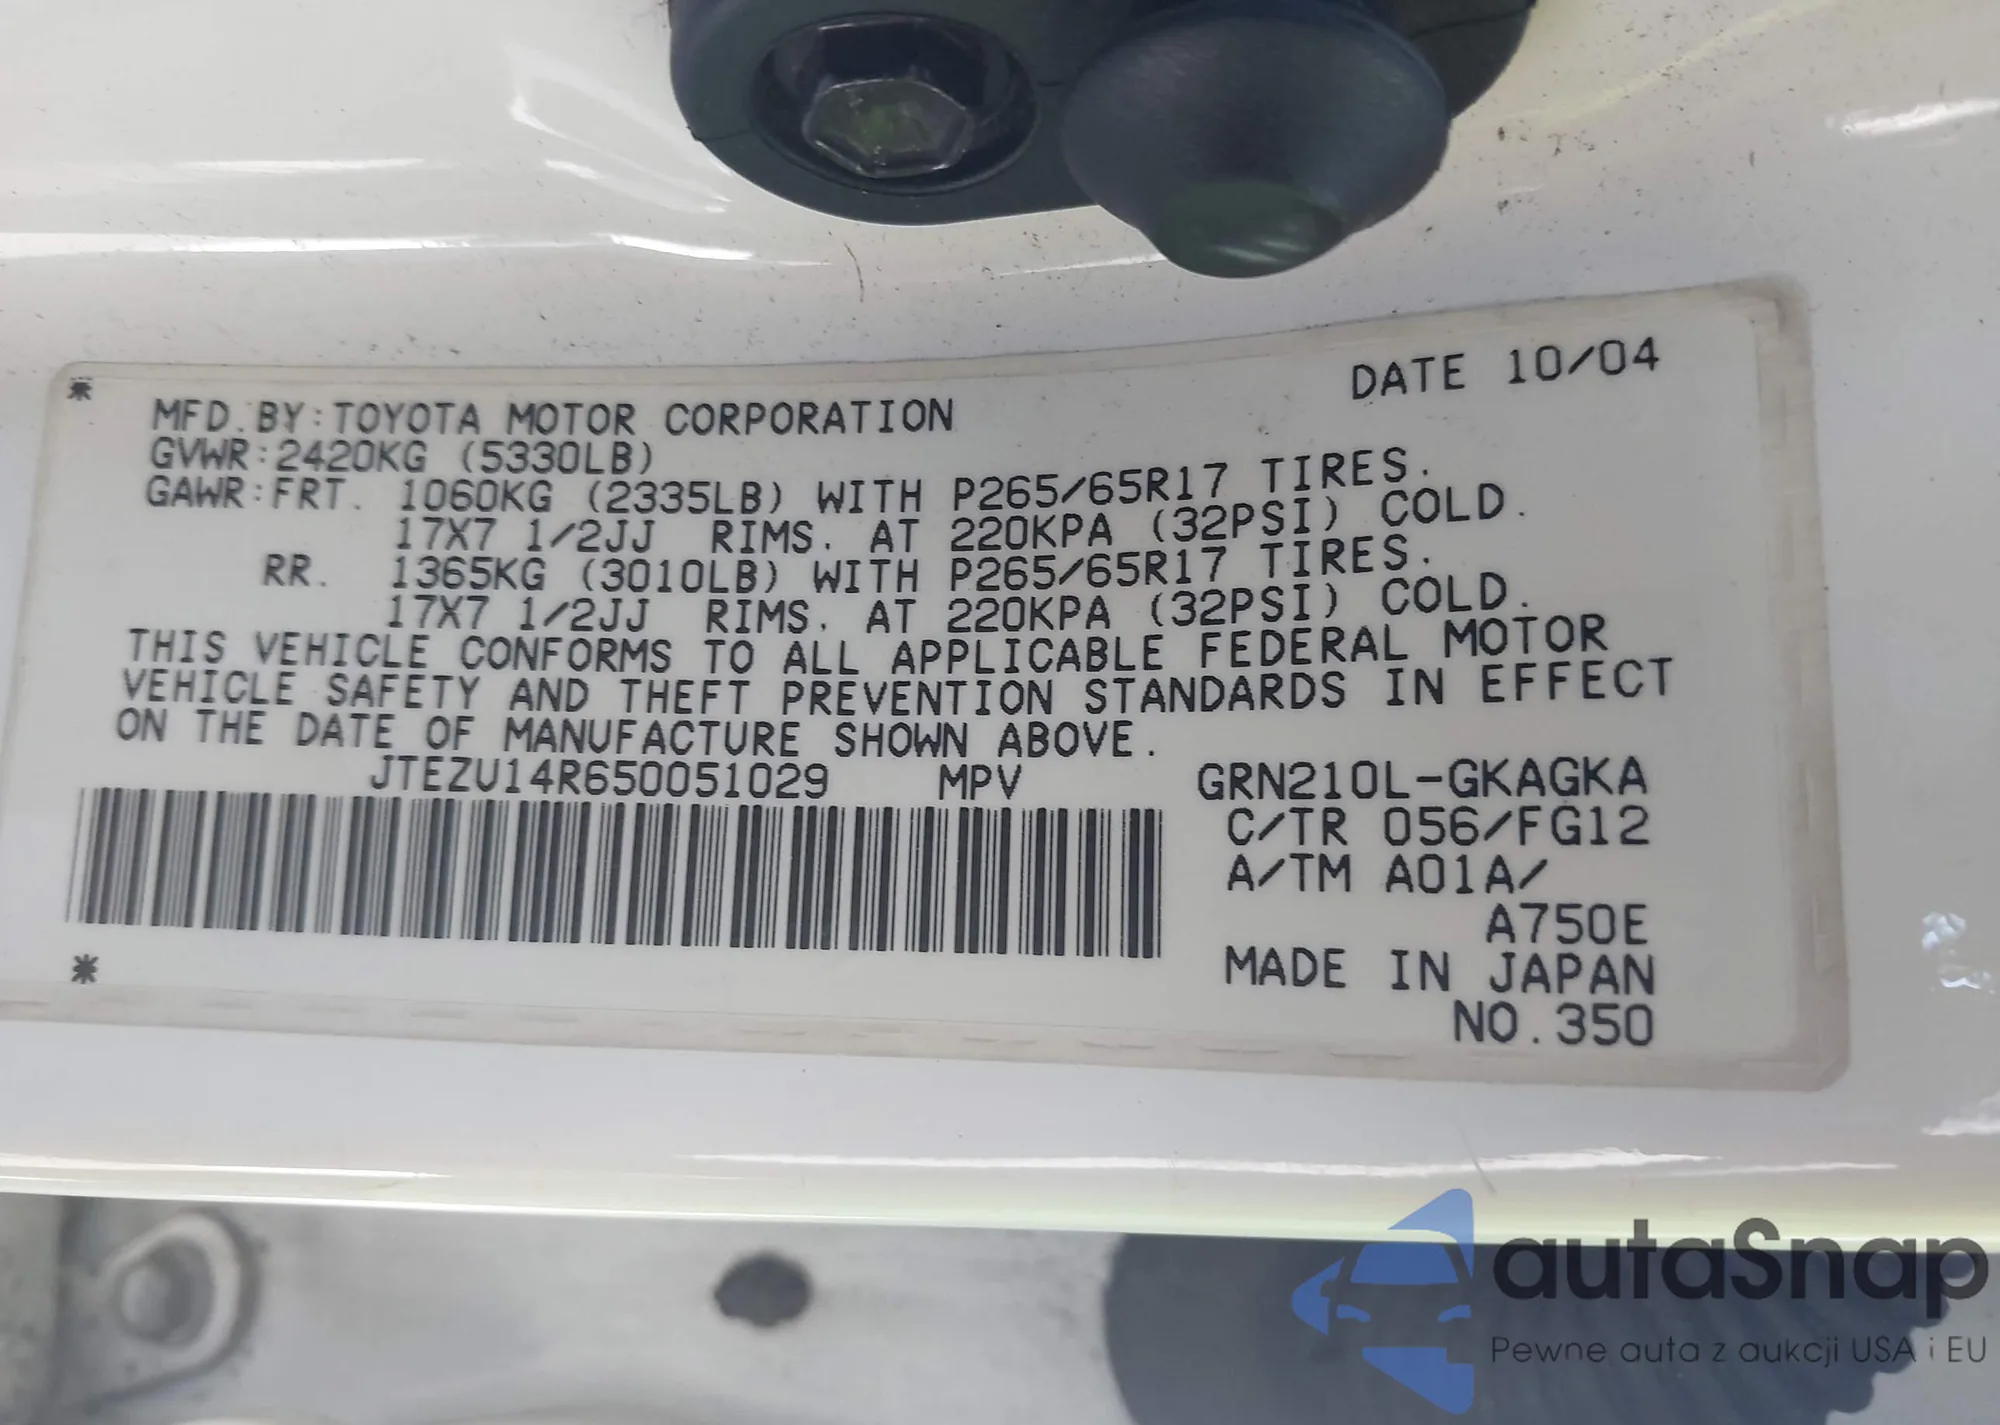 * DATE 10/04
MFD.BY:TOYOTA MOTOR CORPORATION
GVWR:2420KG (5330LB)
GAWR:FRT. 1060KG (2335LB) WITH P265/65R17 TIRES.
17X7 1/2JJ RIMS. AT 220KPA (32PSI) COLD.
RR. 1365KG (3010LB) WITH P265/65R17 TIRES.
17X7 1/2JJ RIMS. AT 220KPA (32PSI) COLD.
THIS VEHICLE CONFORMS TO ALL APPLICABLE FEDERAL MOTOR
VEHICLE SAFETY AND THEFT PREVENTION STANDARDS IN EFFECT
ON THE DATE OF MANUFACTURE SHOWN ABOVE.
JTEZU14R650051029 MPV GRN210L-GKAGKA
C/TR 056/FG12
A/TM A01A/
A750E
* MADE IN JAPAN
NO.350
autaSnap
Pewne auta z aukcji USA i EU